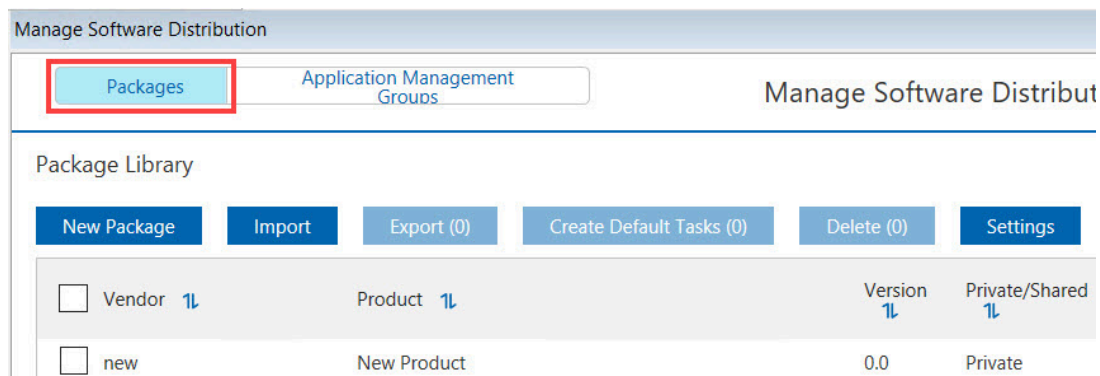 Manage Software Distribution
Packages
Application Management
Groups
Manage Software Distribut
Package Library
New Package Import Export (0) Create Default Tasks (0) Delete (0) Settings
Vendor Product Version Private/Shared
new New Product 0.0 Private